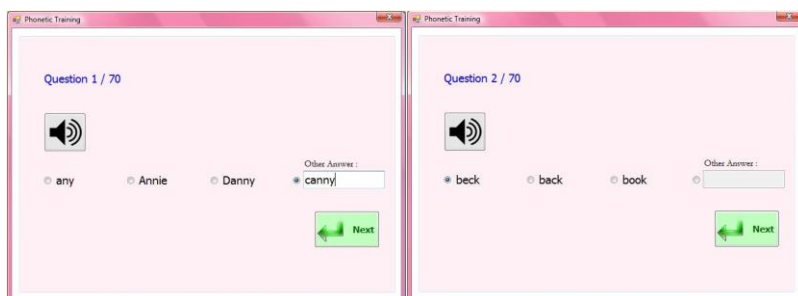 Phonetic Training
Question 1 / 70
Other Answer :
any Annie Danny canny
Next
Phonetic Training
Question 2 / 70
Other Answer :
beck back book
Next